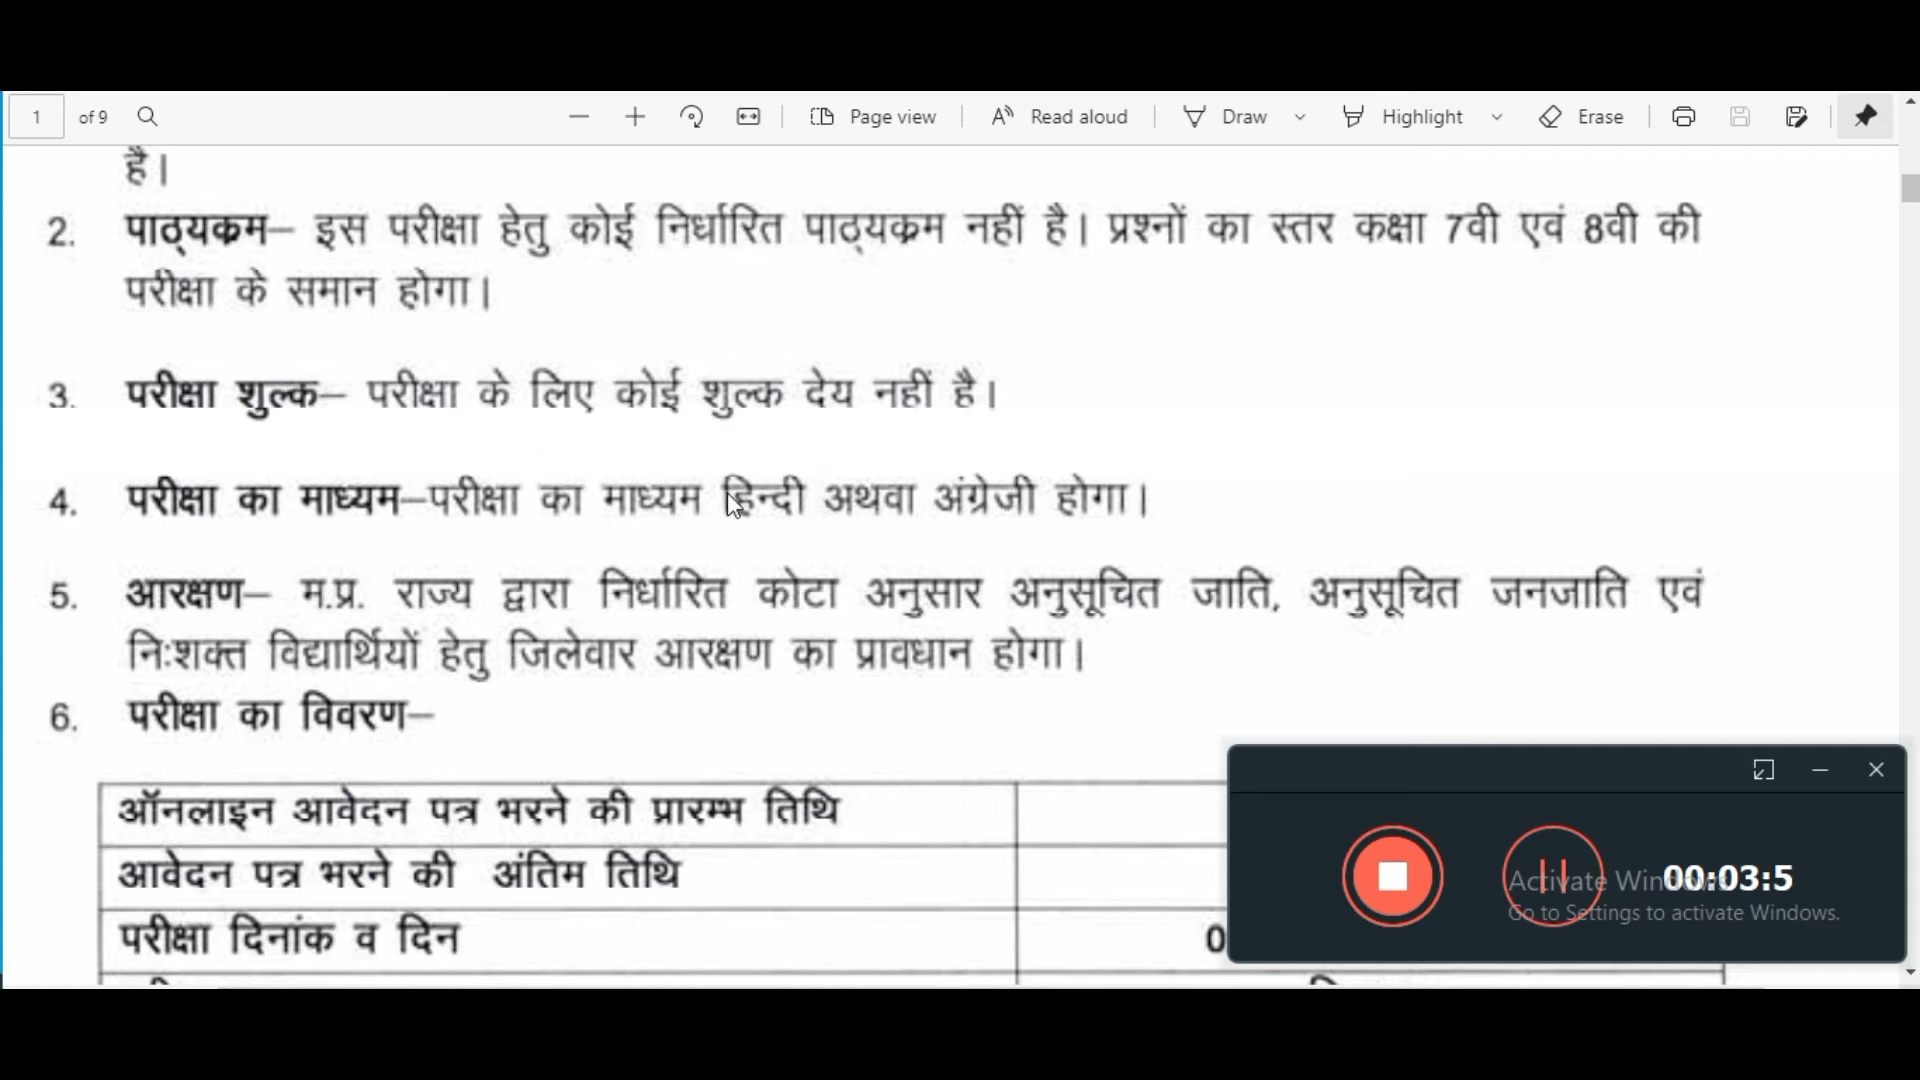 1 of 9 Page view Read aloud Draw Highlight Erase
है।
2. पाठ्यक्रम– इस परीक्षा हेतु कोई निर्धारित पाठ्यक्रम नहीं है। प्रश्नों का स्तर कक्षा 7वी एवं 8वी की
परीक्षा के समान होगा।
3. परीक्षा शुल्क– परीक्षा के लिए कोई शुल्क देय नहीं है।
4. परीक्षा का माध्यम–परीक्षा का माध्यम हिन्दी अथवा अंग्रेजी होगा।
5. आरक्षण– म.प्र. राज्य द्वारा निर्धारित कोटा अनुसार अनुसूचित जाति, अनुसूचित जनजाति एवं
निःशक्त विद्यार्थियों हेतु जिलेवार आरक्षण का प्रावधान होगा।
6. परीक्षा का विवरण–
ऑनलाइन आवेदन पत्र भरने की प्रारम्भ तिथि
आवेदन पत्र भरने की अंतिम तिथि
परीक्षा दिनांक व दिन 0
00:03:5
Activate Windows
Go to Settings to activate Windows.